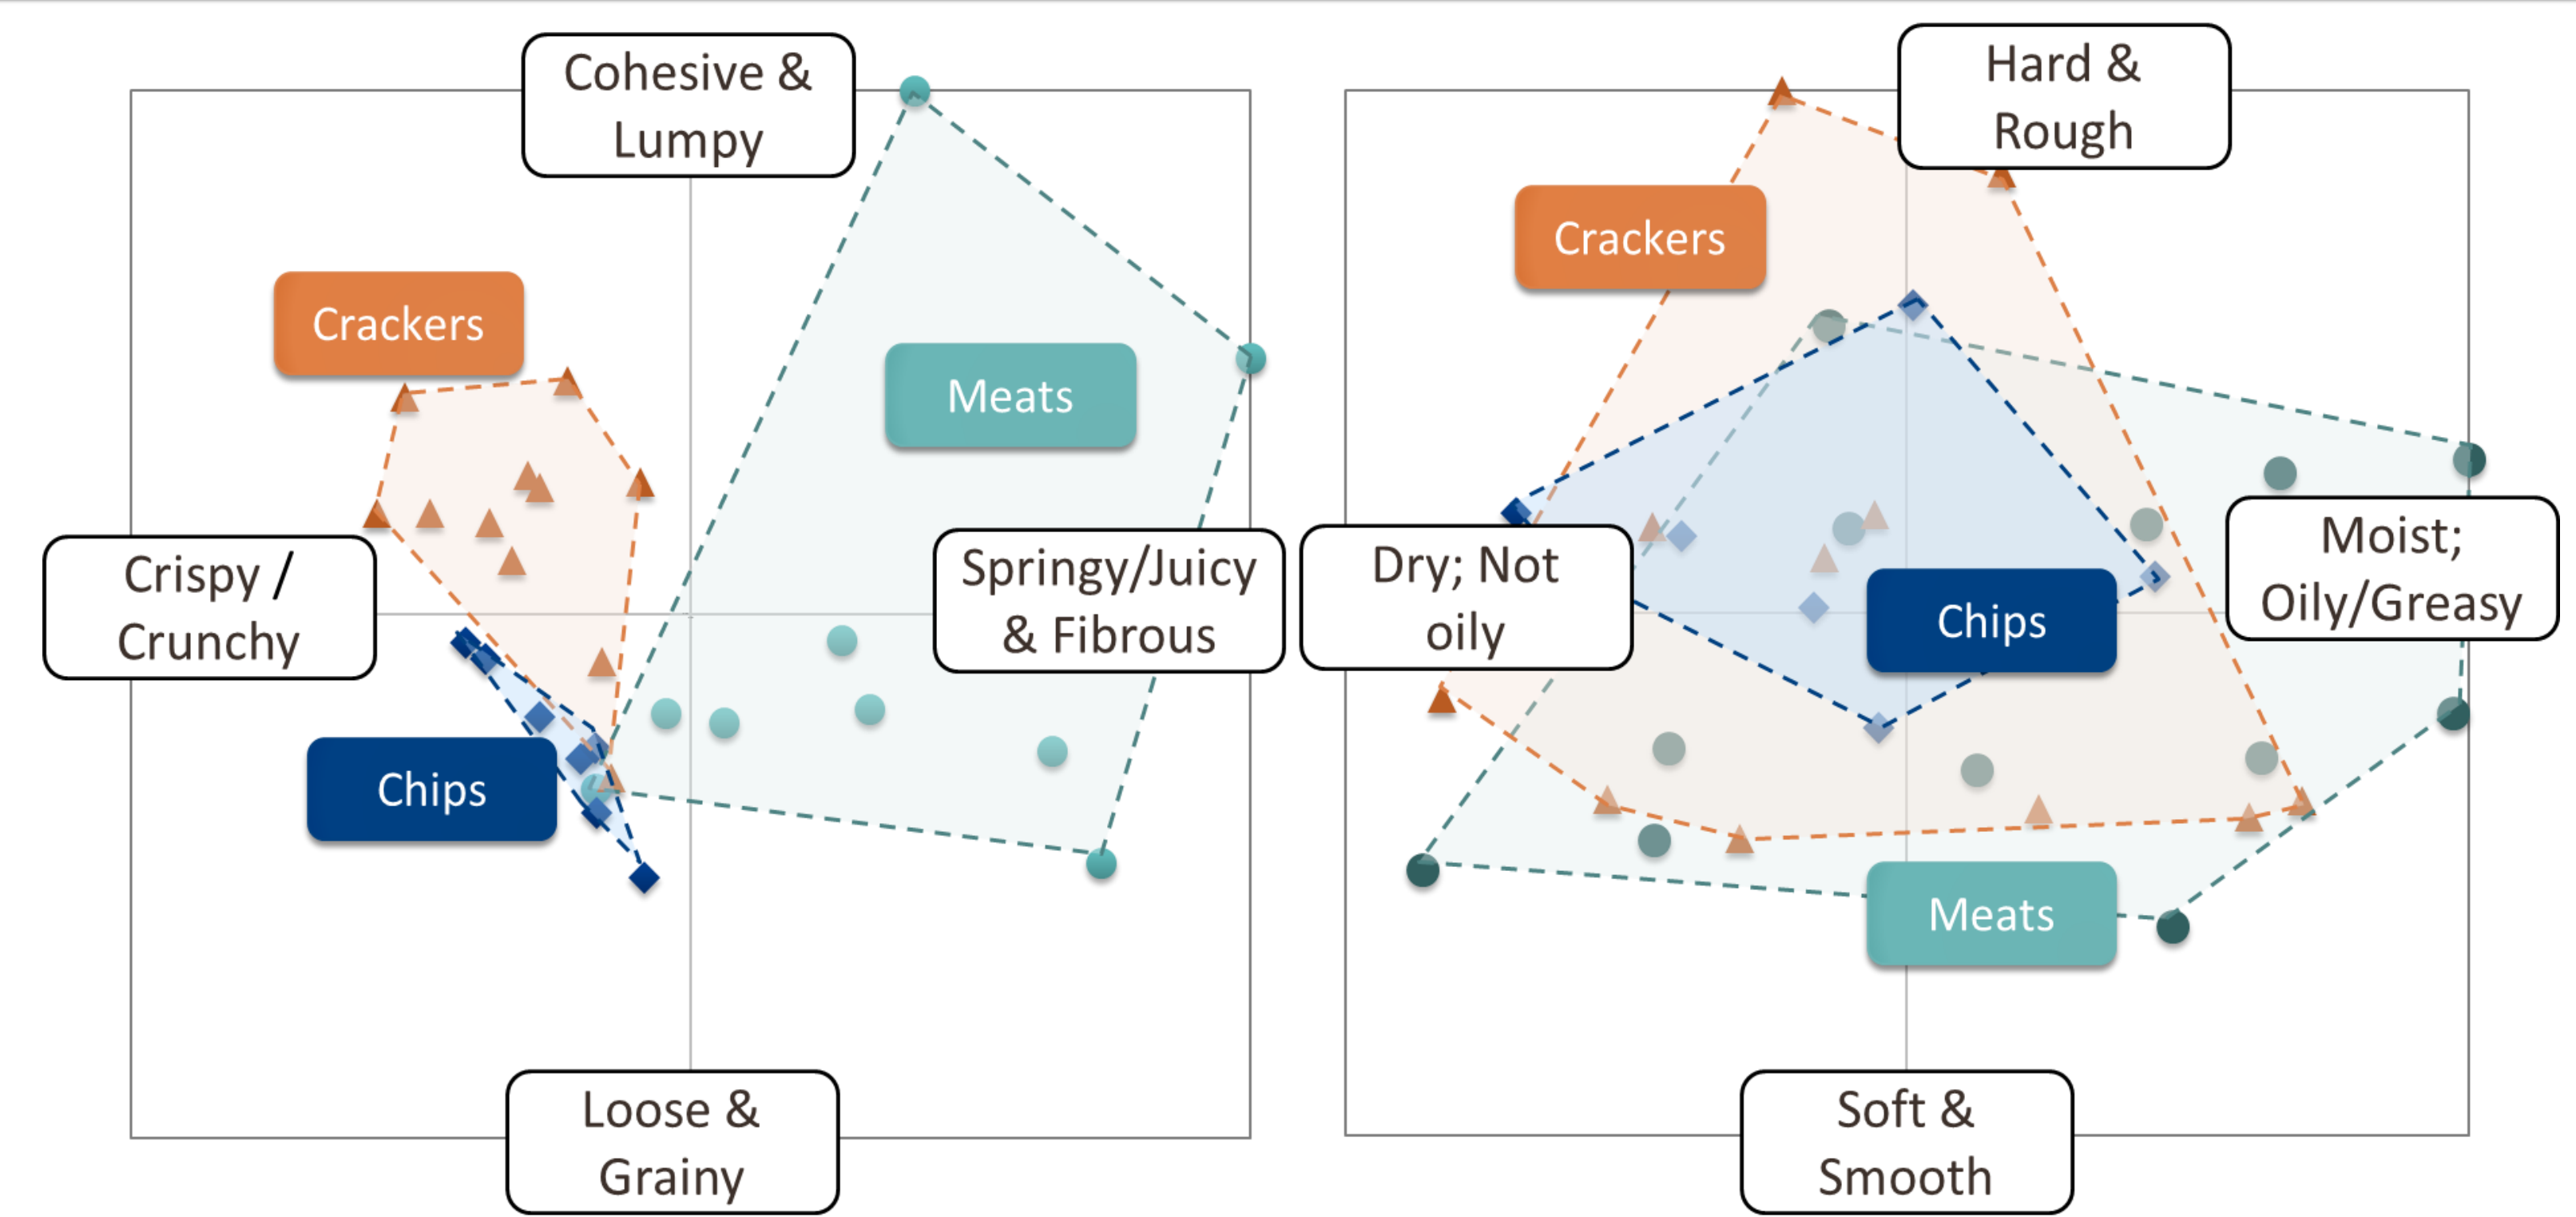 Cohesive &
Lumpy
Crackers
Meats
Crispy /
Crunchy
Springy/Juicy
& Fibrous
Chips
Loose &
Grainy
Hard &
Rough
Crackers
Dry; Not
oily
Moist;
Oily/Greasy
Chips
Meats
Soft &
Smooth